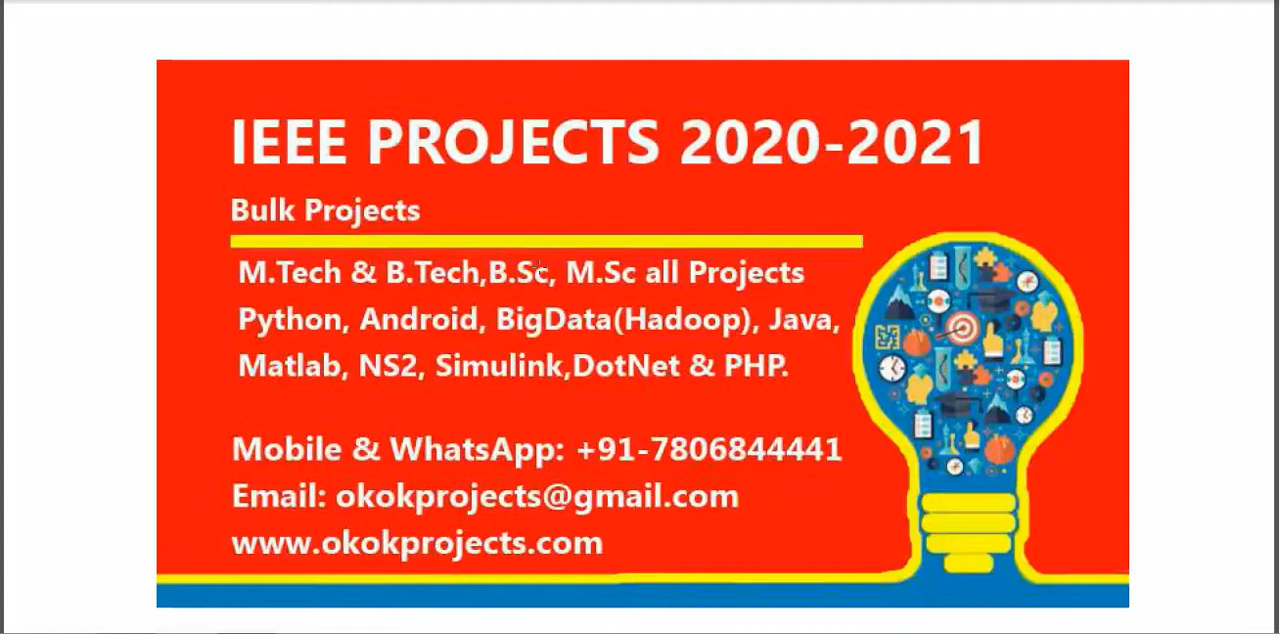 IEEE PROJECTS 2020-2021
Bulk Projects
M.Tech & B.Tech,B.Sc, M.Sc all Projects
Python, Android, BigData(Hadoop), Java,
Matlab, NS2, Simulink,DotNet & PHP.
Mobile & WhatsApp: +91-7806844441
Email: okokprojects@gmail.com
www.okokprojects.com